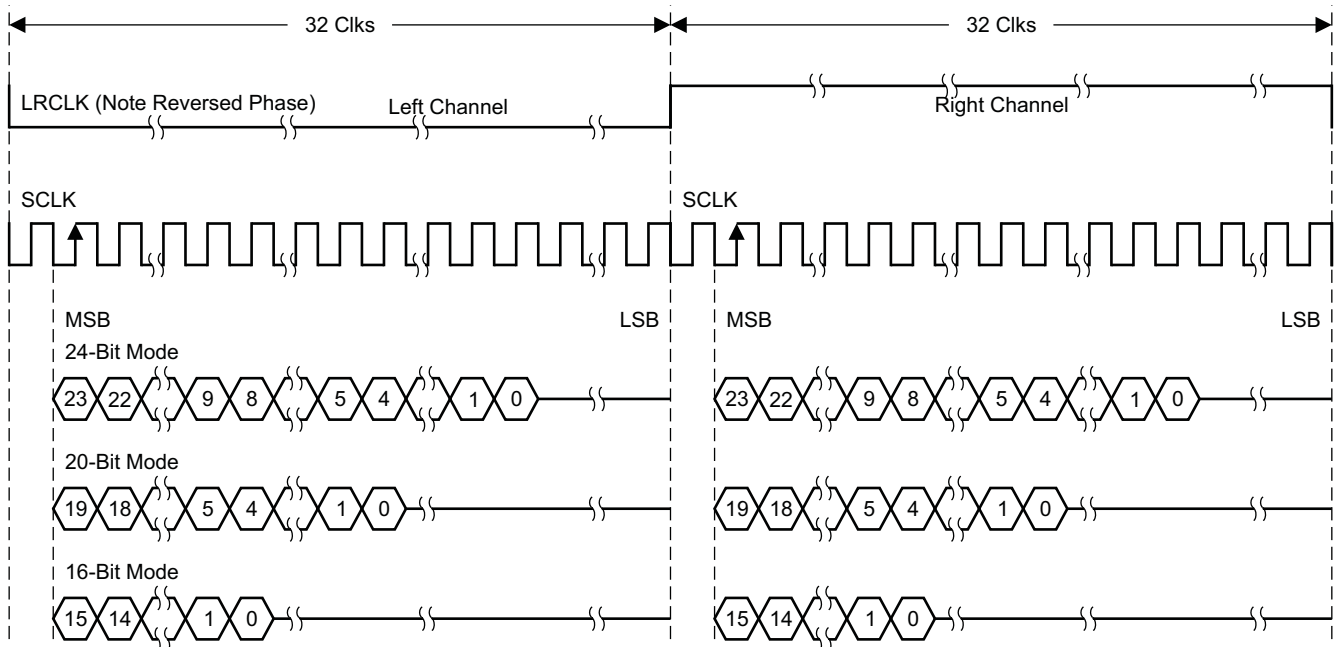 32 Clks 32 Clks
LRCLK (Note Reversed Phase) Left Channel Right Channel
SCLK SCLK
MSB LSB MSB LSB
24-Bit Mode
23 22 9 8 5 4 1 0 23 22 9 8 5 4 1 0
20-Bit Mode
19 18 5 4 1 0 19 18 5 4 1 0
16-Bit Mode
15 14 1 0 15 14 1 0